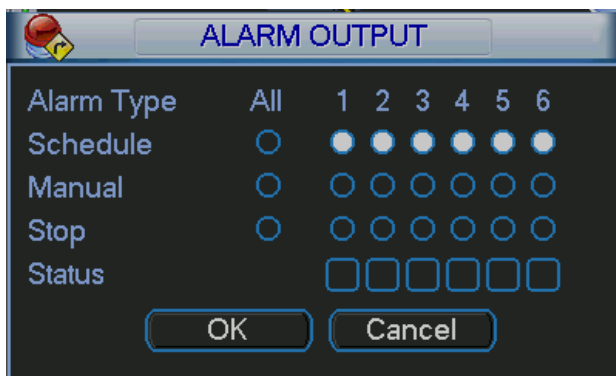 ALARM OUTPUT
Alarm Type All 1 2 3 4 5 6
Schedule
Manual
Stop
Status
OK Cancel